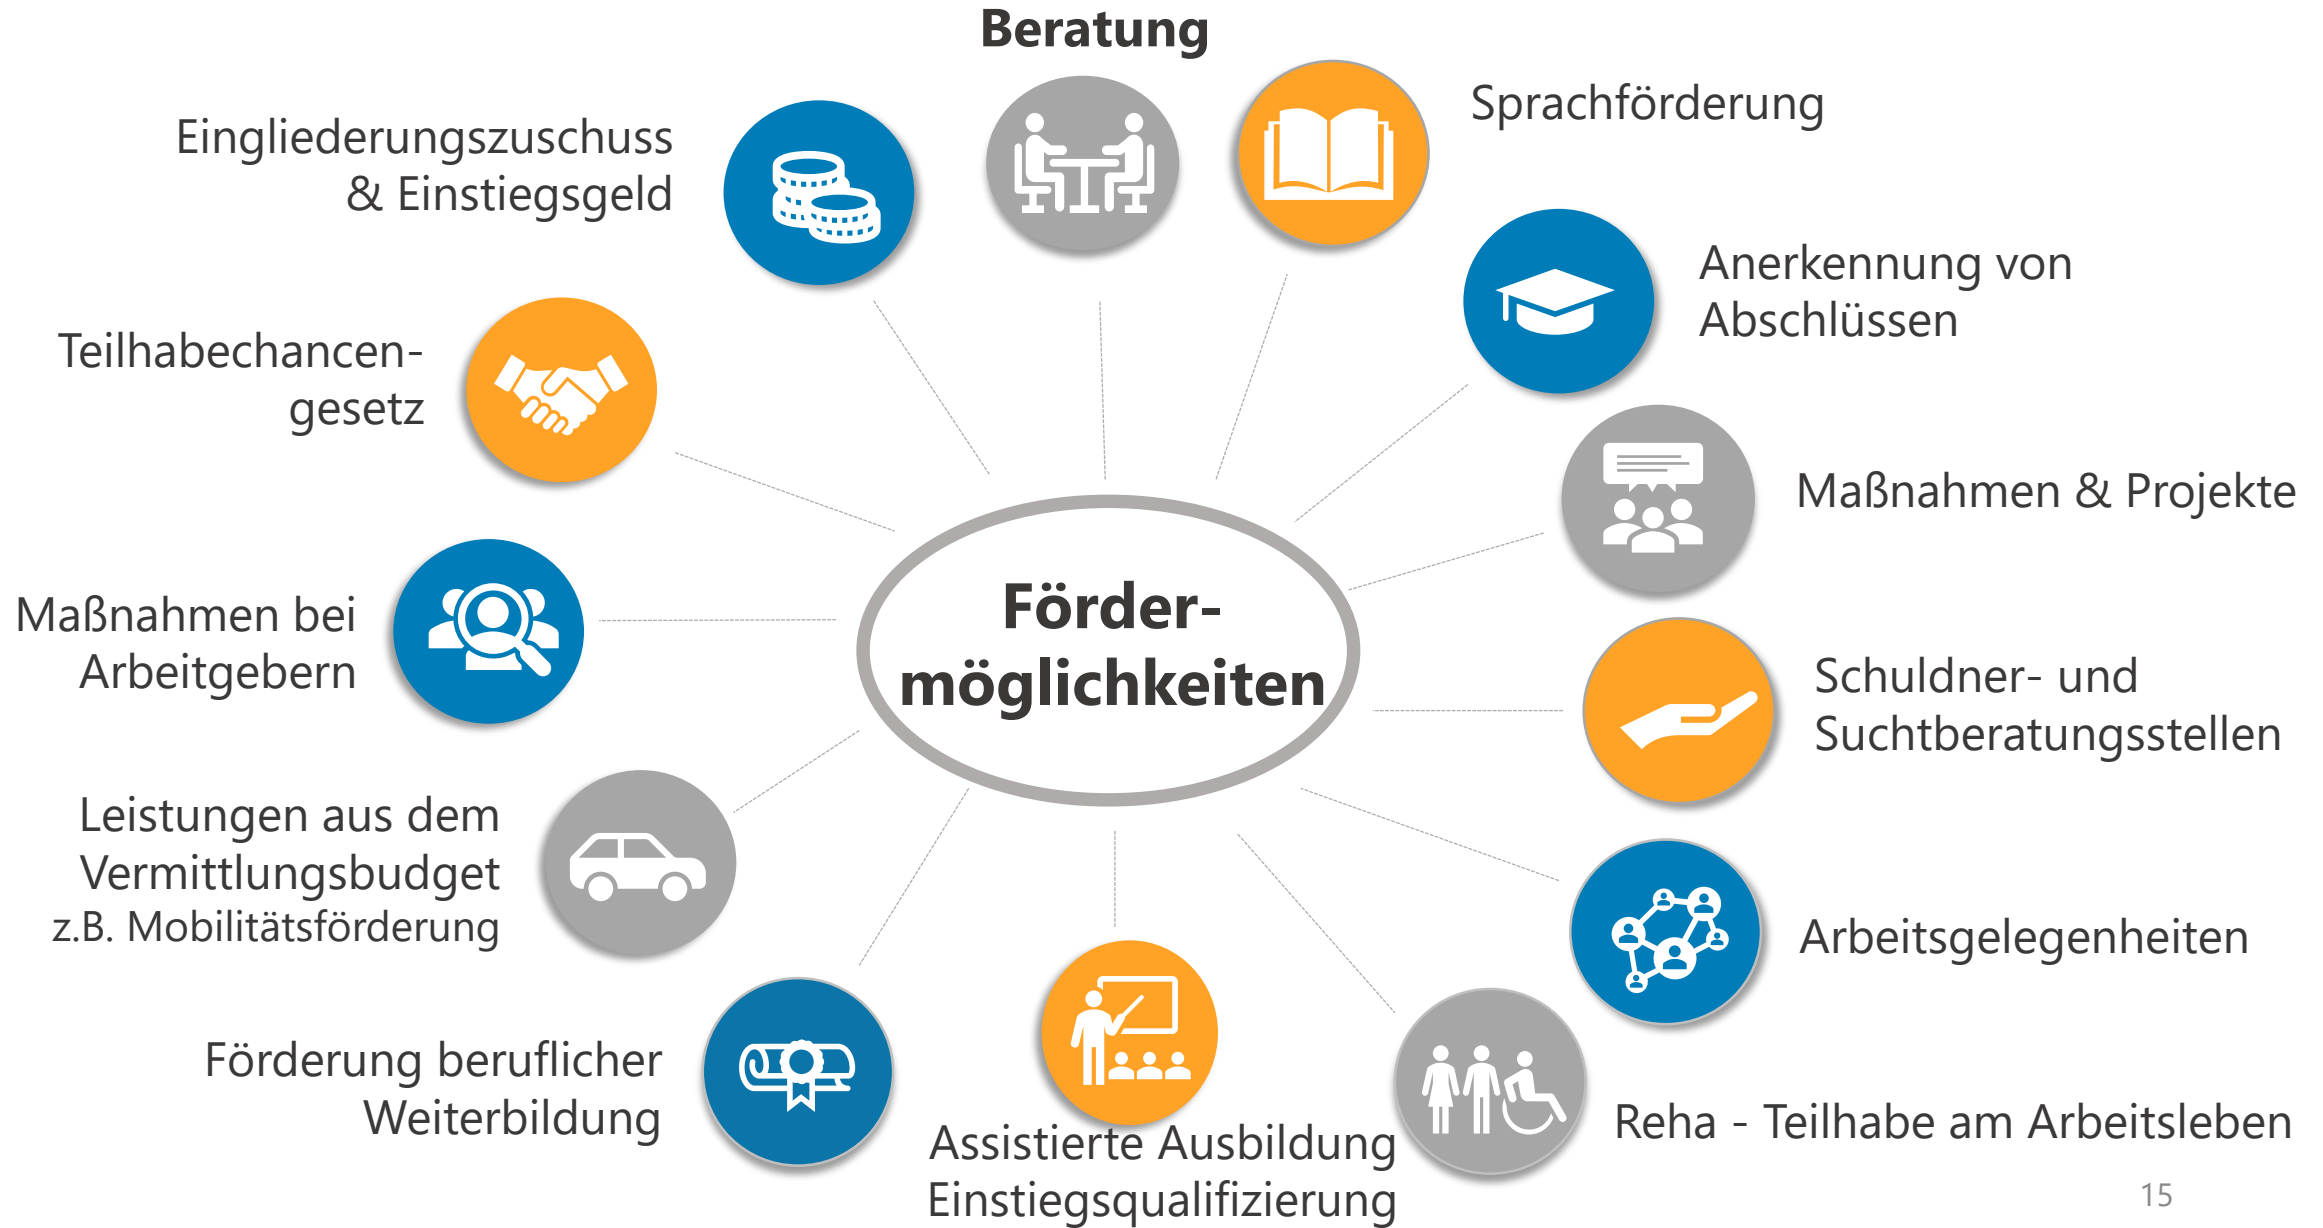 Beratung
Sprachförderung
Anerkennung von
Abschlüssen
Maßnahmen & Projekte
Schuldner- und
Suchtberatungsstellen
Arbeitsgelegenheiten
Reha - Teilhabe am Arbeitsleben
Assistierte Ausbildung
Einstiegsqualifizierung
Förderung beruflicher
Weiterbildung
Leistungen aus dem
Vermittlungsbudget
z.B. Mobilitätsförderung
Maßnahmen bei
Arbeitgebern
Teilhabechancen-
gesetz
Eingliederungszuschuss
& Einstiegsgeld
Förder-
möglichkeiten
15